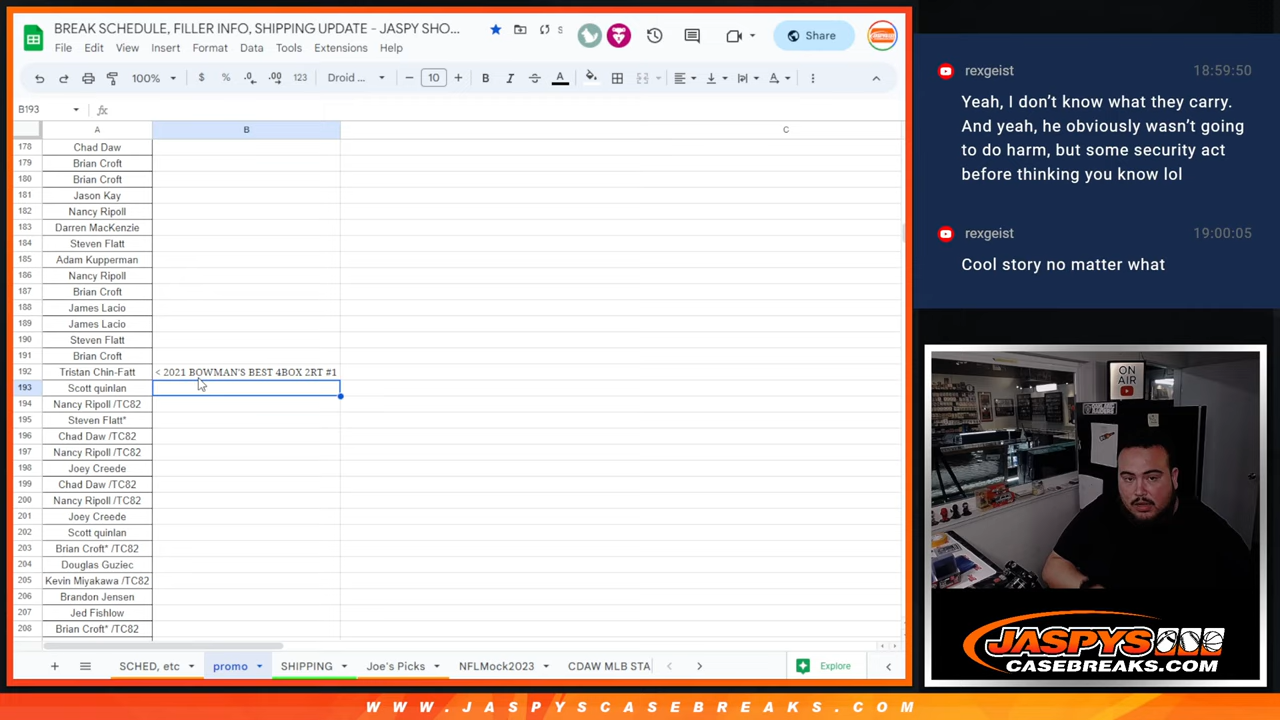 BREAK SCHEDULE, FILLER INFO, SHIPPING UPDATE - JASPY SHO...
File Edit View Insert Format Data Tools Extensions Help
Share
100% $ % .0 .00 123 Droid ... 10 B I A
B193 fx
A B C
178 Chad Daw
179 Brian Croft
180 Brian Croft
181 Jason Kay
182 Nancy Ripoll
183 Darren MacKenzie
184 Steven Flatt
185 Adam Kupperman
186 Nancy Ripoll
187 Brian Croft
188 James Lacio
189 James Lacio
190 Steven Flatt
191 Brian Croft
192 Tristan Chin-Fatt < 2021 BOWMAN'S BEST 4BOX 2RT #1
193 Scott quinlan
194 Nancy Ripoll /TC82
195 Steven Flatt*
196 Chad Daw /TC82
197 Nancy Ripoll /TC82
198 Joey Creede
199 Chad Daw /TC82
200 Nancy Ripoll /TC82
201 Joey Creede
202 Scott quinlan
203 Brian Croft* /TC82
204 Douglas Guziec
205 Kevin Miyakawa /TC82
206 Brandon Jensen
207 Jed Fishlow
208 Brian Croft* /TC82
SCHED, etc promo SHIPPING Joe's Picks NFLMock2023 CDAW MLB STA Explore
rexgeist 18:59:50
Yeah, I don't know what they carry.
And yeah, he obviously wasn't going
to do harm, but some security act
before thinking you know lol
rexgeist 19:00:05
Cool story no matter what
ON
AIR
JASPYS
CASEBREAKS.COM
WWW.JASPYSCASEBREAKS.COM